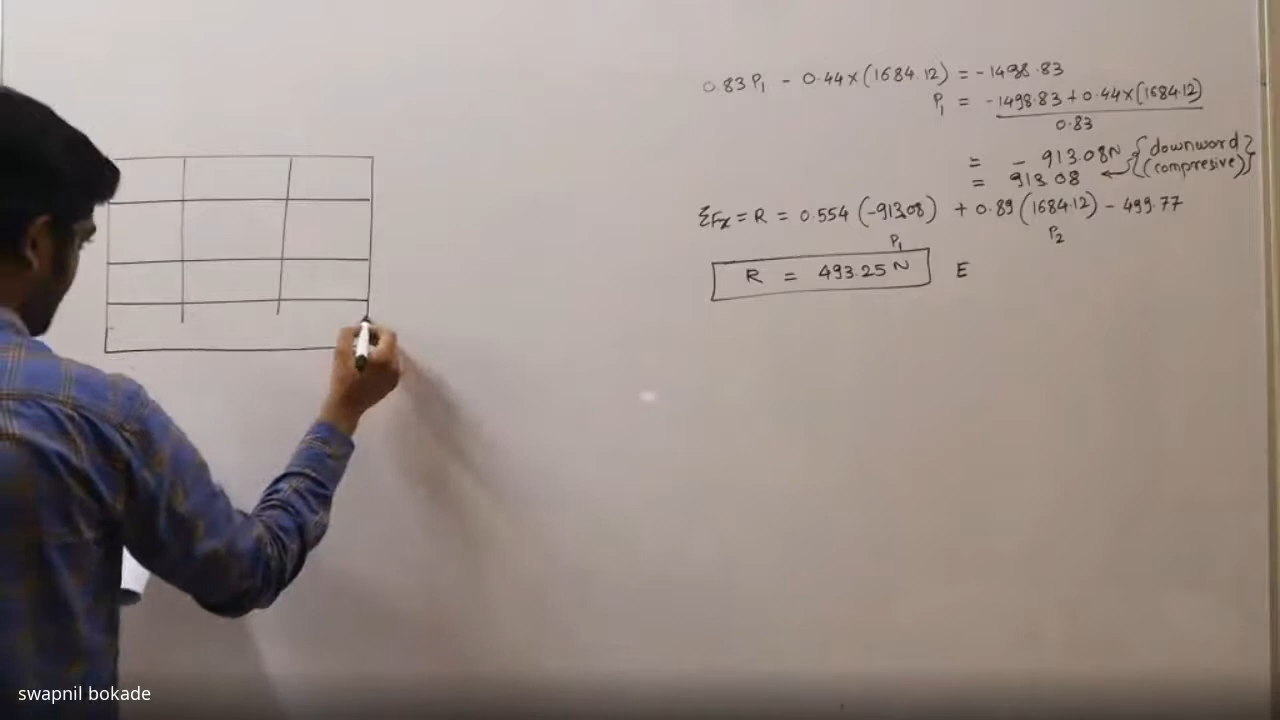 0.83 P₁ - 0.44×(1684.12) = -1498.83
P₁ = -1498.83 + 0.44×(1684.12)
0.83
= - 913.08N {downword}
= 913.08 ← {(compresive)}
ΣFx = R = 0.554 (-913.08) + 0.89 (1684.12) - 499.77
P₁ P₂
R = 493.25 N E
swapnil bokade